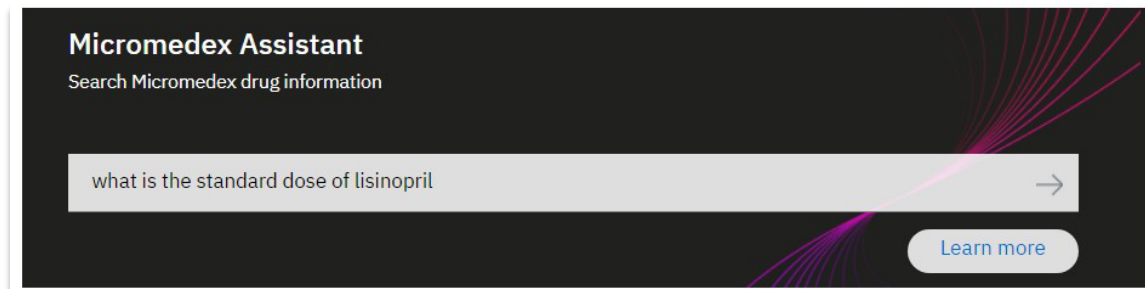 Micromedex Assistant
Search Micromedex drug information
what is the standard dose of lisinopril
Learn more